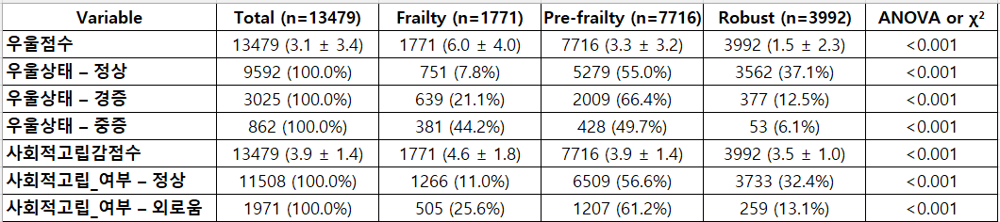 Variable Total (n=13479) Frailty (n=1771) Pre-frailty (n=7716) Robust (n=3992) ANOVA or χ²
우울점수 13479 (3.1 ± 3.4) 1771 (6.0 ± 4.0) 7716 (3.3 ± 3.2) 3992 (1.5 ± 2.3) <0.001
우울상태 – 정상 9592 (100.0%) 751 (7.8%) 5279 (55.0%) 3562 (37.1%) <0.001
우울상태 – 경증 3025 (100.0%) 639 (21.1%) 2009 (66.4%) 377 (12.5%) <0.001
우울상태 – 중증 862 (100.0%) 381 (44.2%) 428 (49.7%) 53 (6.1%) <0.001
사회적고립감점수 13479 (3.9 ± 1.4) 1771 (4.6 ± 1.8) 7716 (3.9 ± 1.4) 3992 (3.5 ± 1.0) <0.001
사회적고립_여부 – 정상 11508 (100.0%) 1266 (11.0%) 6509 (56.6%) 3733 (32.4%) <0.001
사회적고립_여부 – 외로움 1971 (100.0%) 505 (25.6%) 1207 (61.2%) 259 (13.1%) <0.001